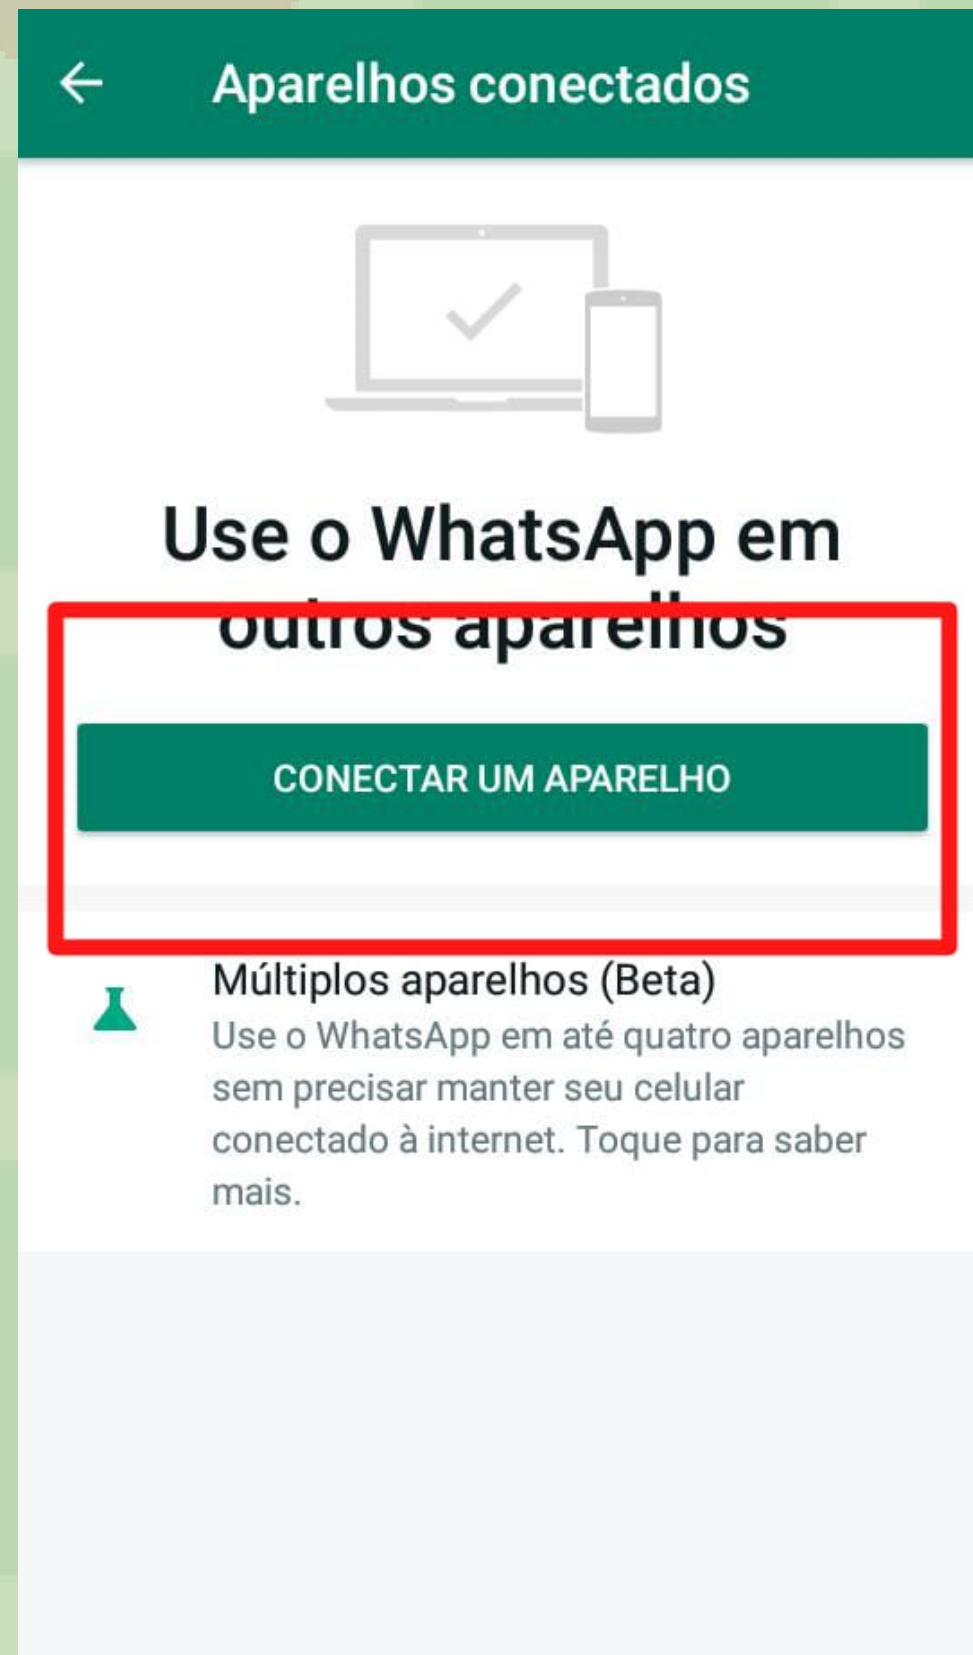 Aparelhos conectados
Use o WhatsApp em
outros aparelhos
CONECTAR UM APARELHO
Múltiplos aparelhos (Beta)
Use o WhatsApp em até quatro aparelhos
sem precisar manter seu celular
conectado à internet. Toque para saber
mais.